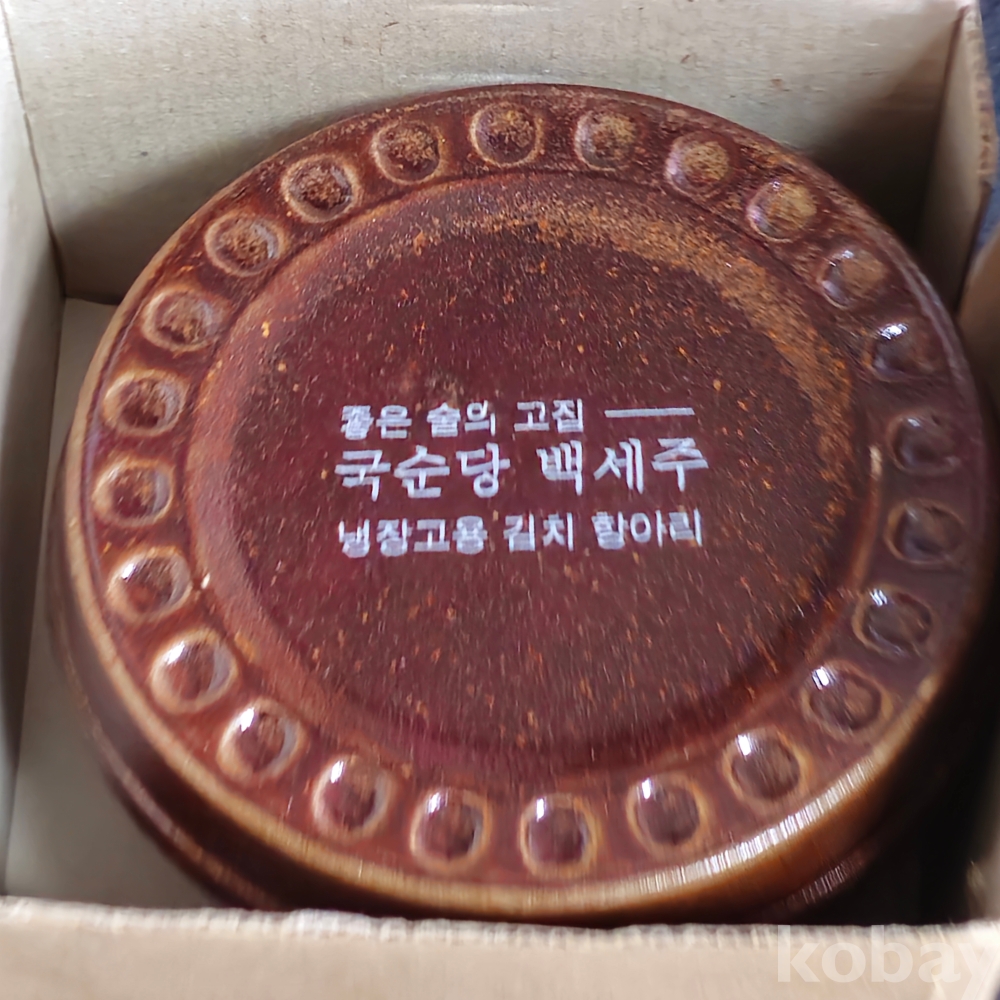 좋은 술의 고집
국순당 백세주
냉장고용 김치 항아리
kobay